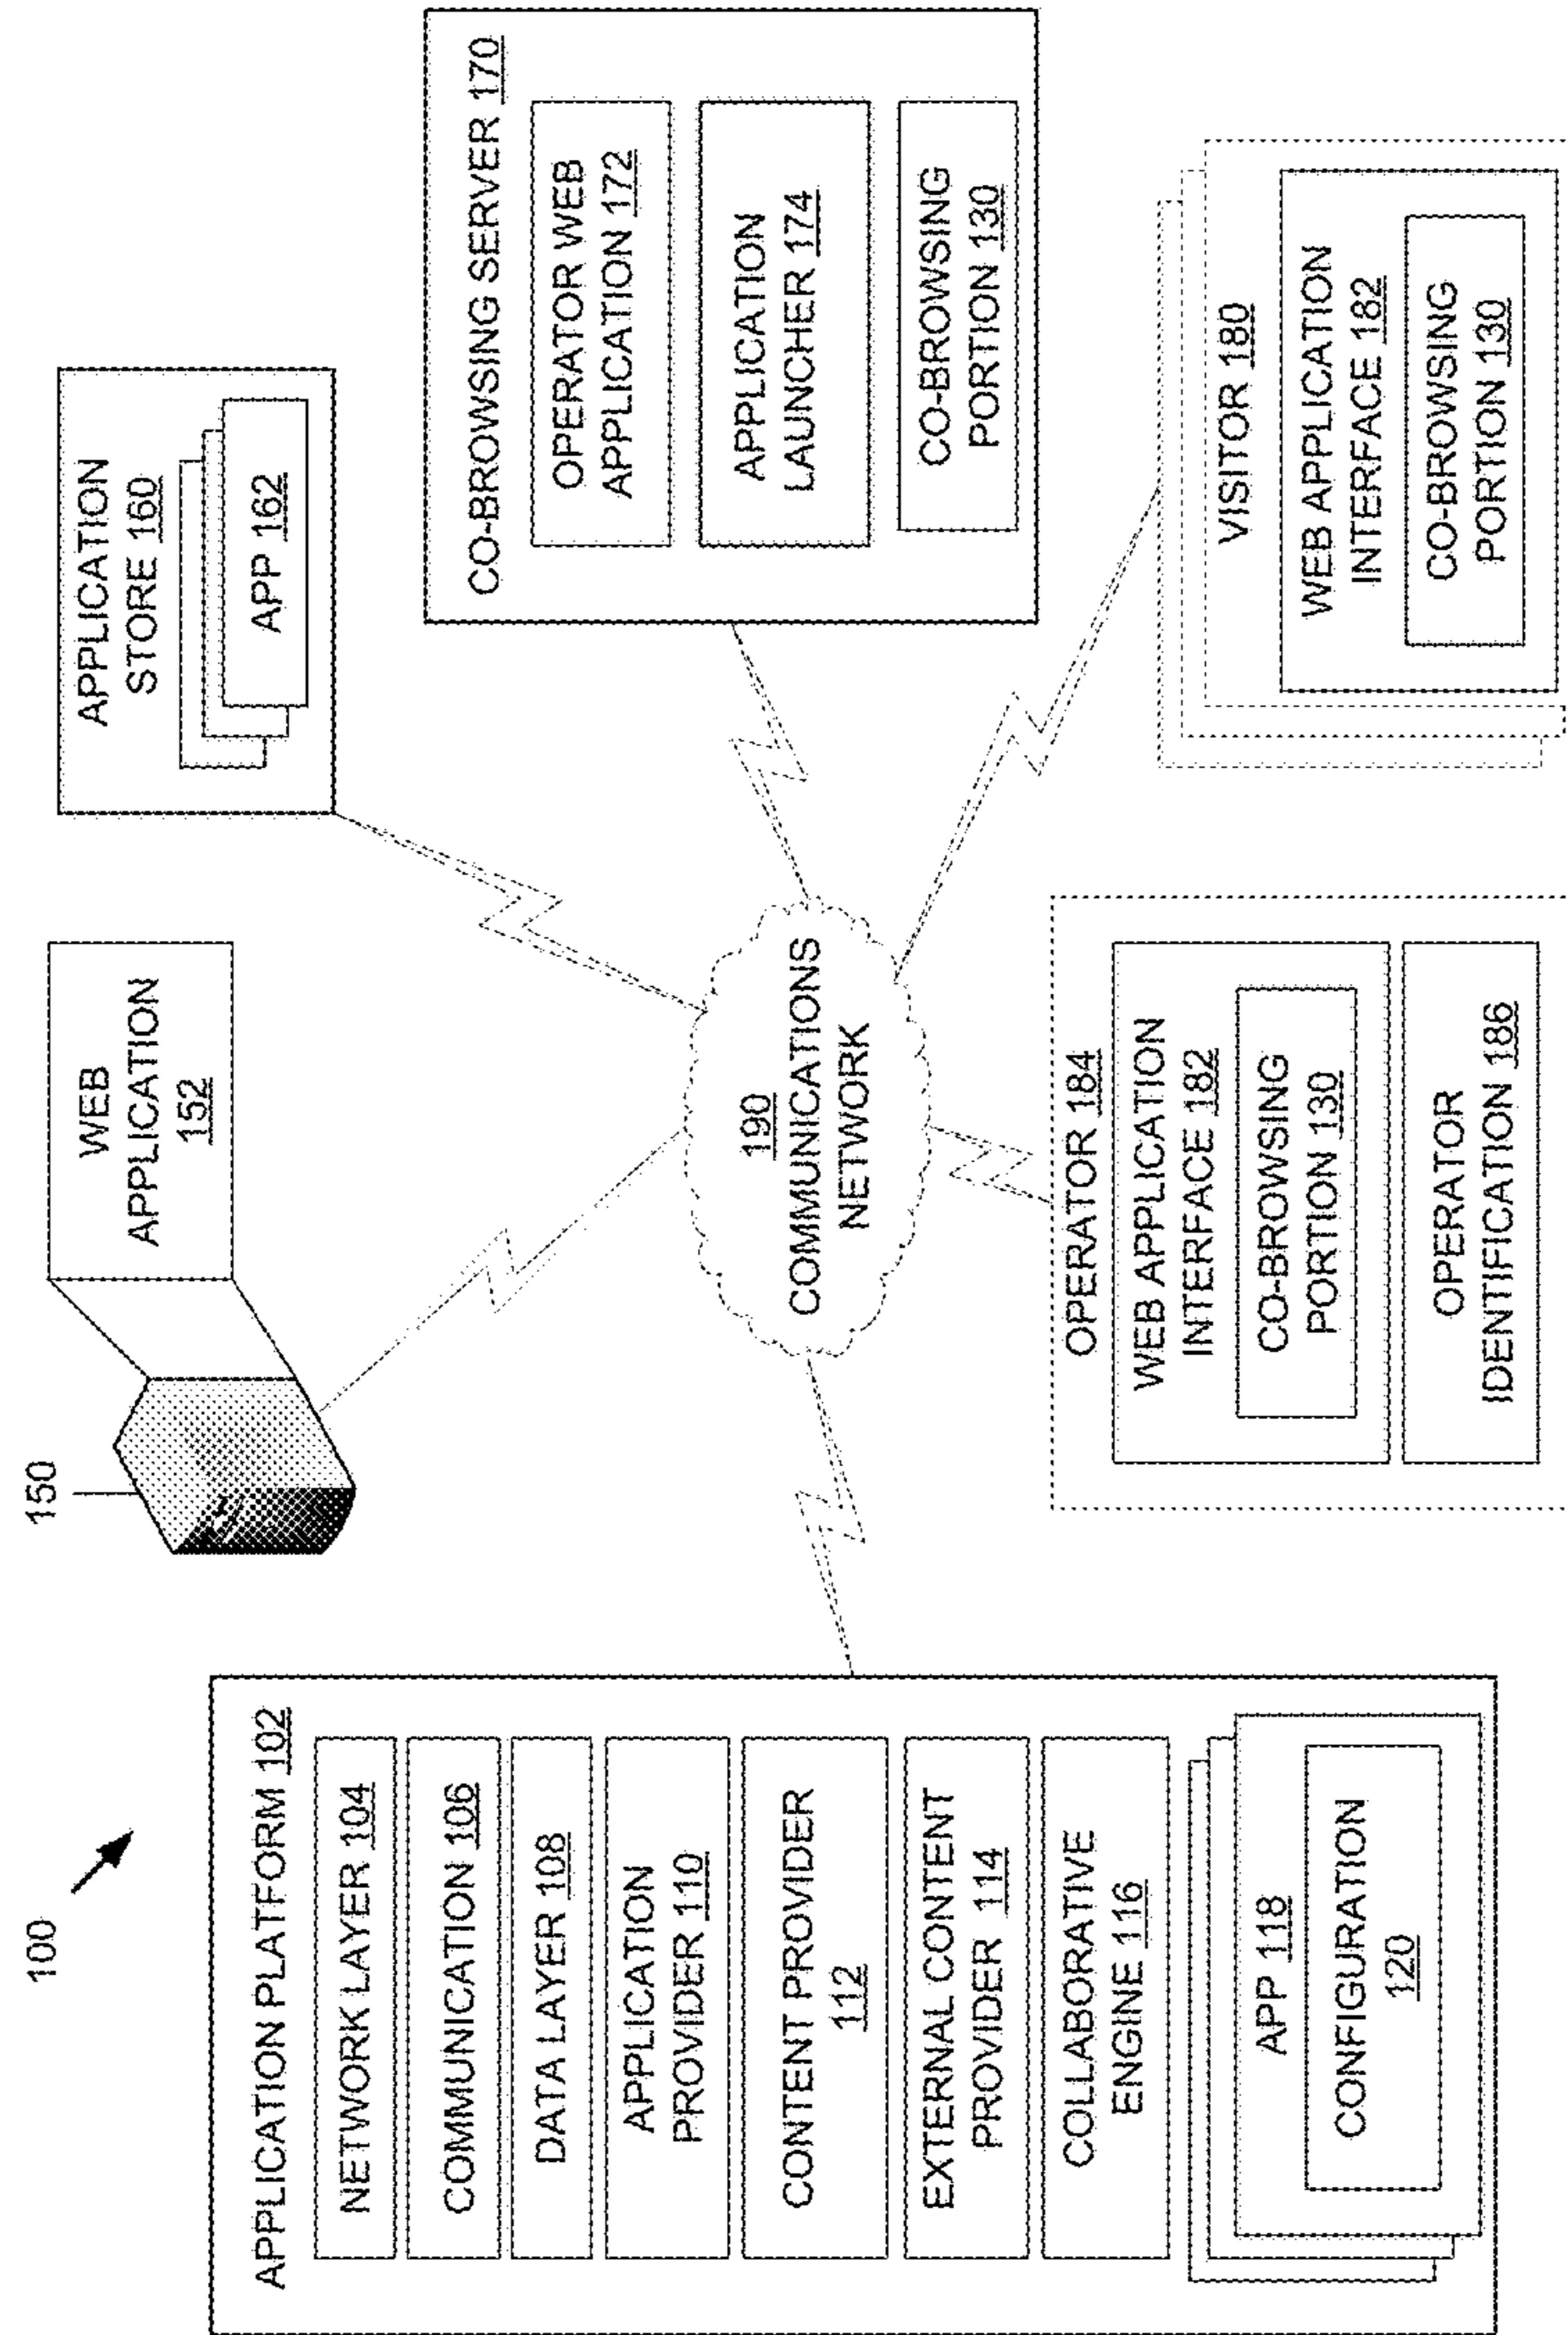 100
APPLICATION PLATFORM 102
NETWORK LAYER 104
COMMUNICATION 106
DATA LAYER 108
APPLICATION
PROVIDER 110
CONTENT PROVIDER
112
EXTERNAL CONTENT
PROVIDER 114
COLLABORATIVE
ENGINE 116
APP 118
CONFIGURATION
120
150
WEB
APPLICATION
152
190
COMMUNICATIONS
NETWORK
OPERATOR 184
WEB APPLICATION
INTERFACE 182
CO-BROWSING
PORTION 130
OPERATOR
IDENTIFICATION 186
APPLICATION
STORE 160
APP 162
CO-BROWSING SERVER 170
OPERATOR WEB
APPLICATION 172
APPLICATION
LAUNCHER 174
CO-BROWSING
PORTION 130
VISITOR 180
WEB APPLICATION
INTERFACE 182
CO-BROWSING
PORTION 130